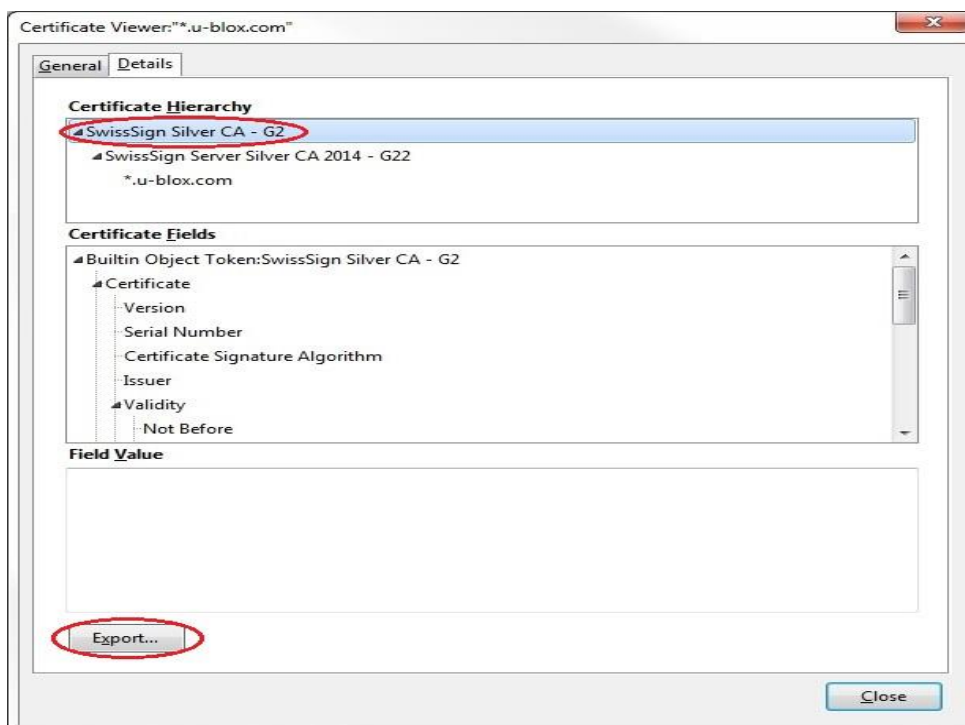 Certificate Viewer:"*.u-blox.com"
General Details
Certificate Hierarchy
SwissSign Silver CA - G2
SwissSign Server Silver CA 2014 - G22
*.u-blox.com
Certificate Fields
Builtin Object Token:SwissSign Silver CA - G2
Certificate
Version
Serial Number
Certificate Signature Algorithm
Issuer
Validity
Not Before
Field Value
Export...
Close